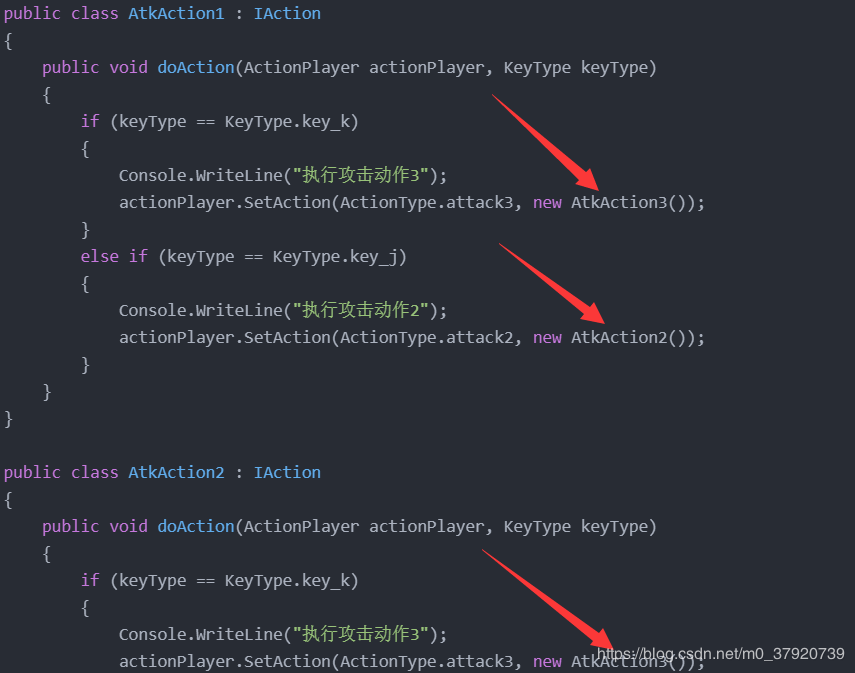 public class AtkAction1 : IAction
{
    public void doAction(ActionPlayer actionPlayer, KeyType keyType)
    {
        if (keyType == KeyType.key_k)
        {
            Console.WriteLine("执行攻击动作3");
            actionPlayer.SetAction(ActionType.attack3, new AtkAction3());
        }
        else if (keyType == KeyType.key_j)
        {
            Console.WriteLine("执行攻击动作2");
            actionPlayer.SetAction(ActionType.attack2, new AtkAction2());
        }
    }
}
public class AtkAction2 : IAction
{
    public void doAction(ActionPlayer actionPlayer, KeyType keyType)
    {
        if (keyType == KeyType.key_k)
        {
            Console.WriteLine("执行攻击动作3");
            actionPlayer.SetAction(ActionType.attack3, new AtkAction3());
https://blog.csdn.net/m0_37920739